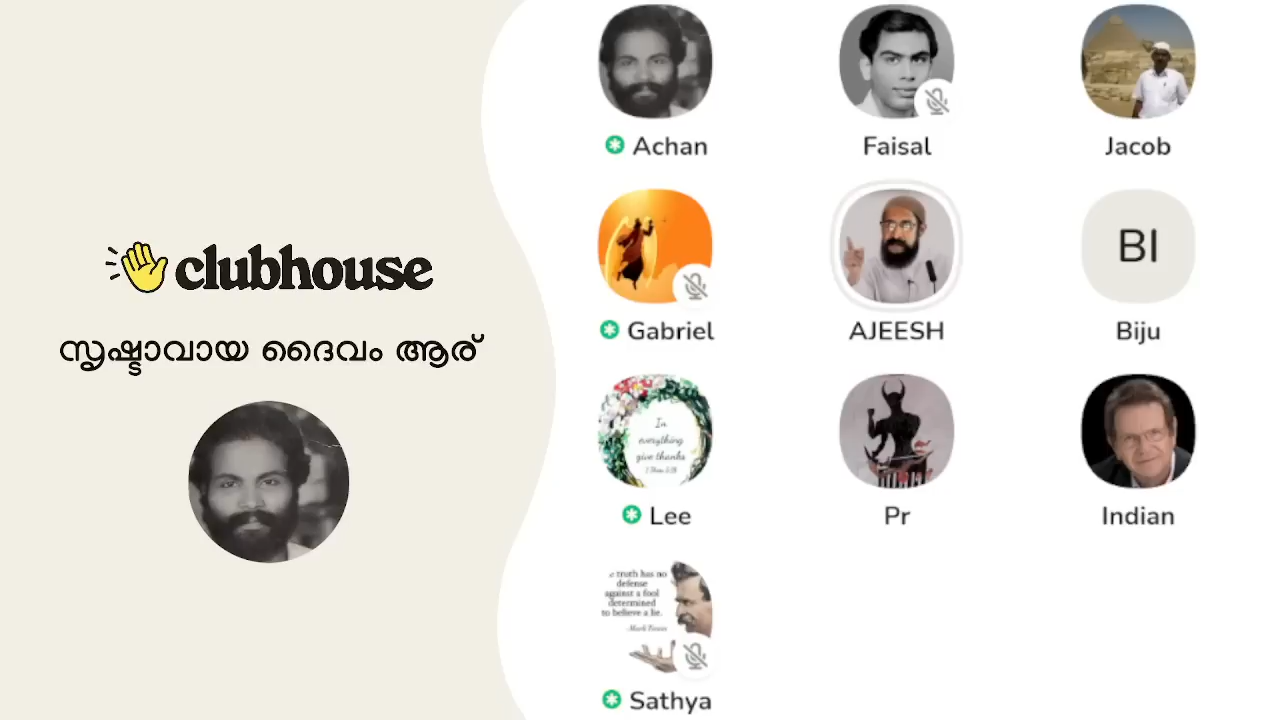 clubhouse
സൃഷ്ടാവായ ദൈവം ആര്
Achan
Faisal
Jacob
Gabriel
AJEESH
BI
Biju
In
everything
give thanks
Lee
Pr
Indian
truth has no
defense
against a fool
determined
to believe a lie.
-Mark Twain
Sathya